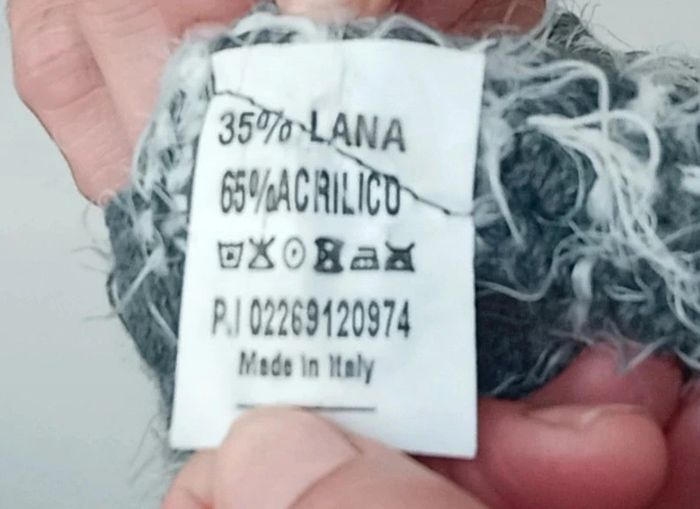 35% LANA
65%ACRILICO
P.I 02269120974
Made in Italy